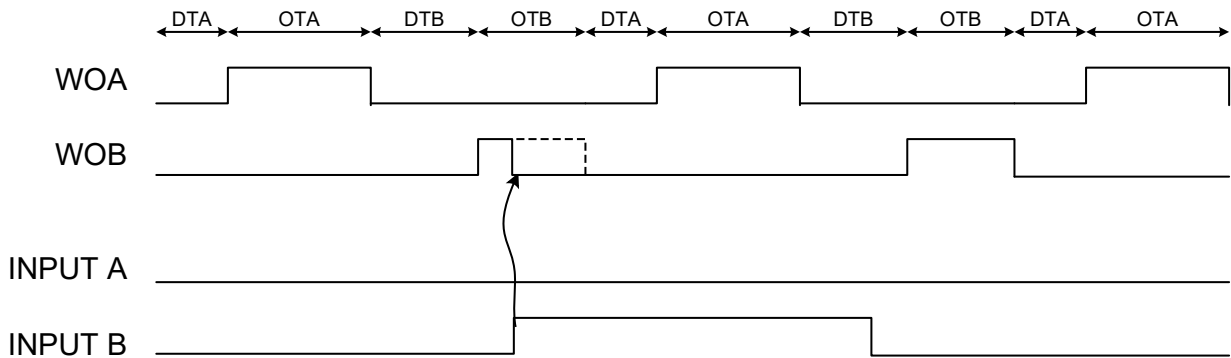 DTA OTA DTB OTB DTA OTA DTB OTB DTA OTA
WOA
WOB
INPUT A
INPUT B